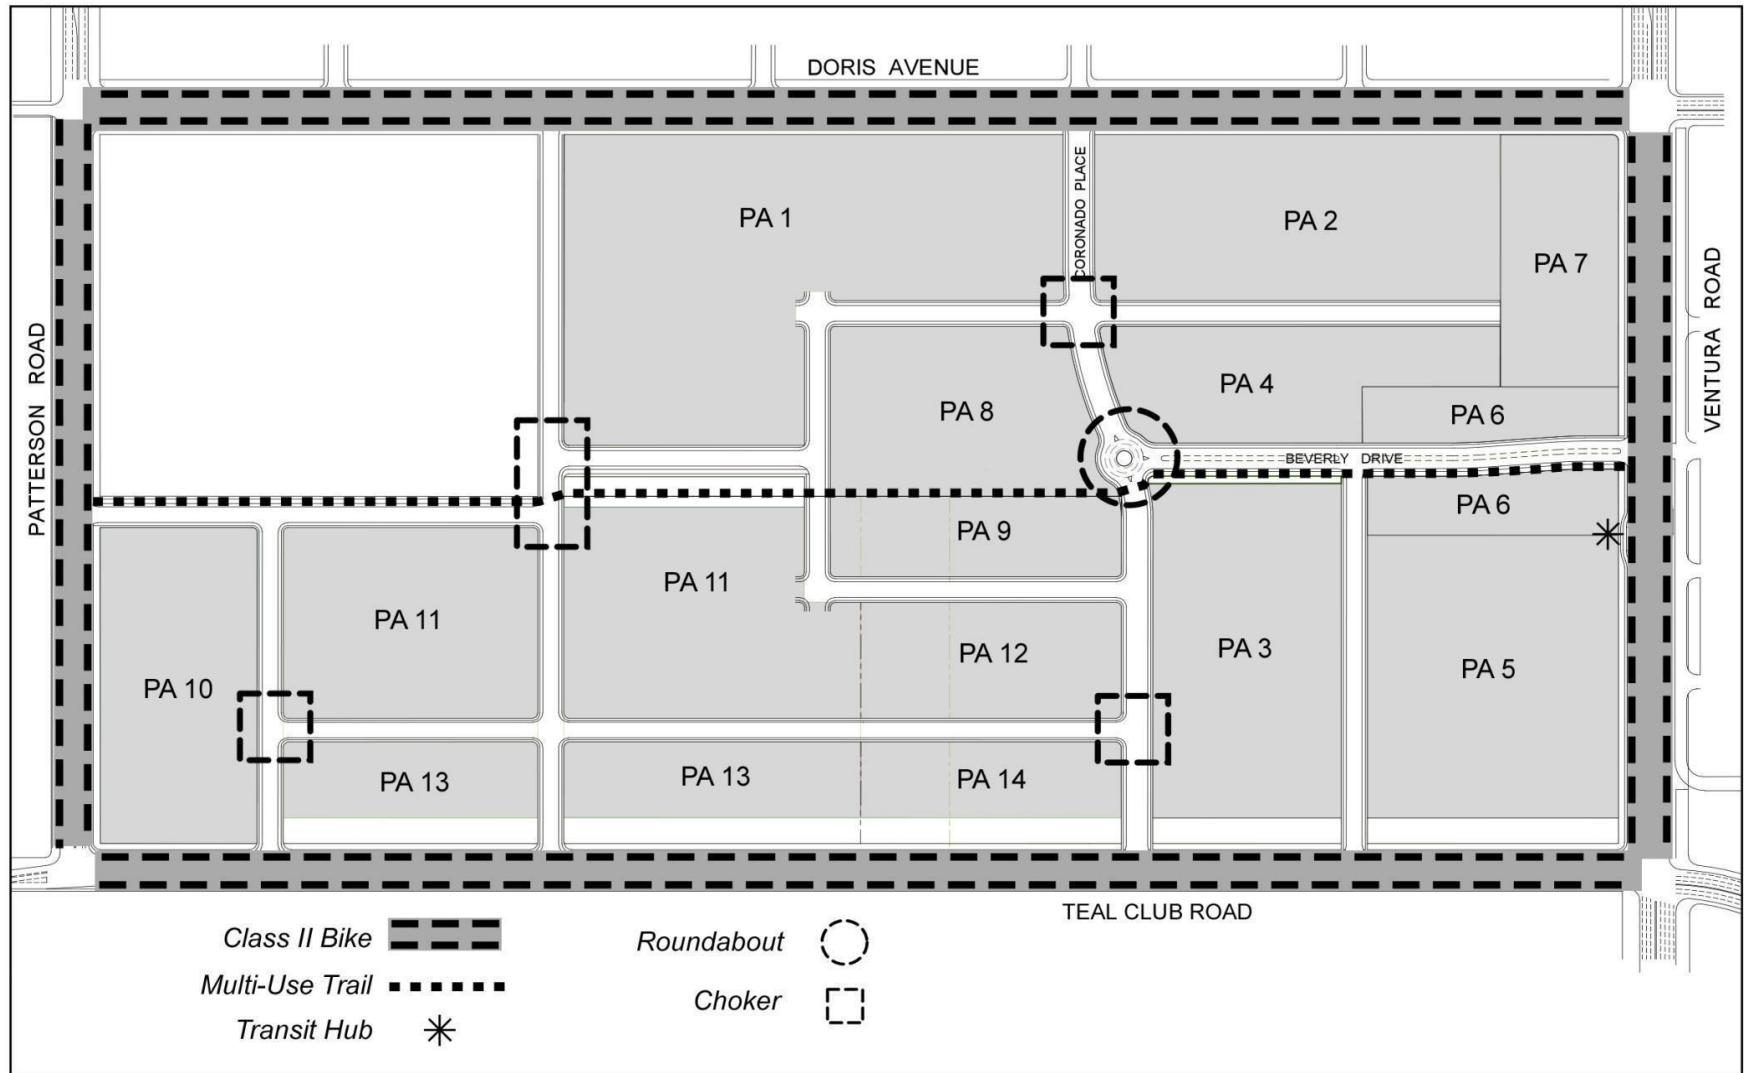 DORIS AVENUE
CORONADO PLACE
PA 1
PA 2
PA 7
PATTERSON ROAD
VENTURA ROAD
PA 8
PA 4
PA 6
BEVERLY DRIVE
PA 6
PA 9
PA 11
PA 11
PA 12
PA 3
PA 5
PA 10
PA 13
PA 13
PA 14
TEAL CLUB ROAD
Class II Bike
Roundabout
Multi-Use Trail
Choker
Transit Hub